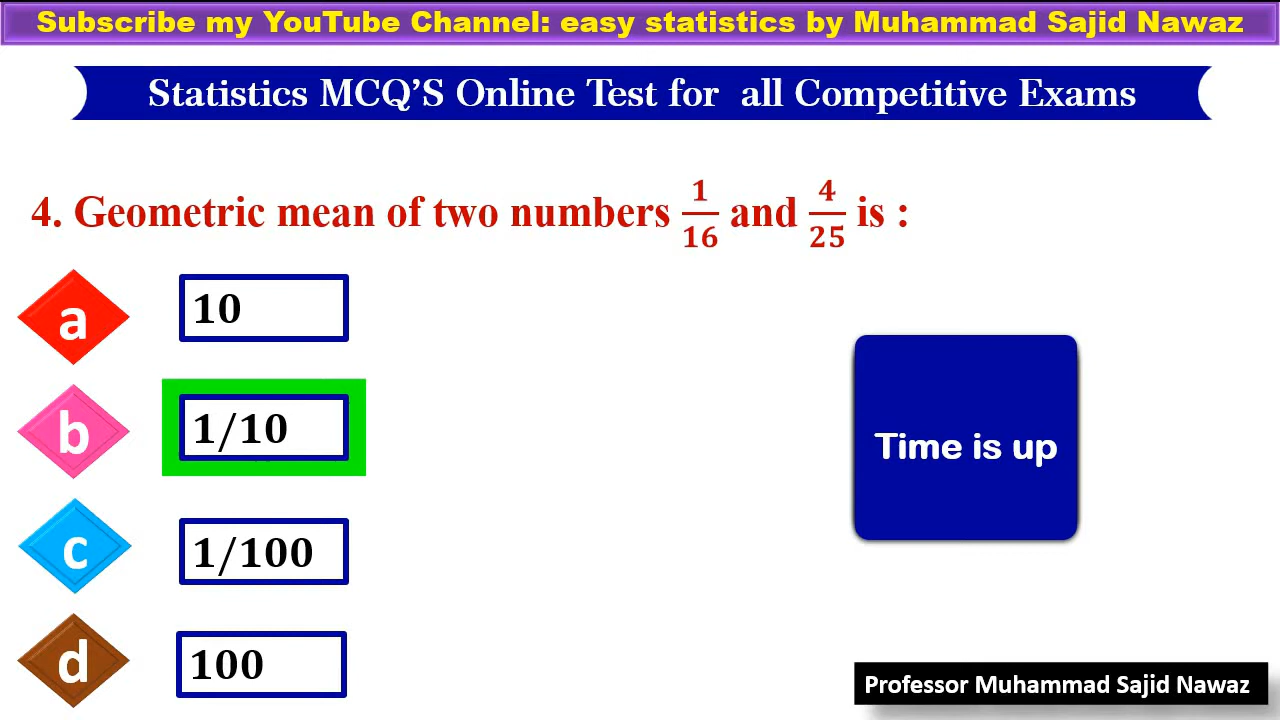 Subscribe my YouTube Channel: easy statistics by Muhammad Sajid Nawaz
Statistics MCQ'S Online Test for all Competitive Exams
4. Geometric mean of two numbers 1/16 and 4/25 is :
a 10
b 1/10
c 1/100
d 100
Time is up
Professor Muhammad Sajid Nawaz